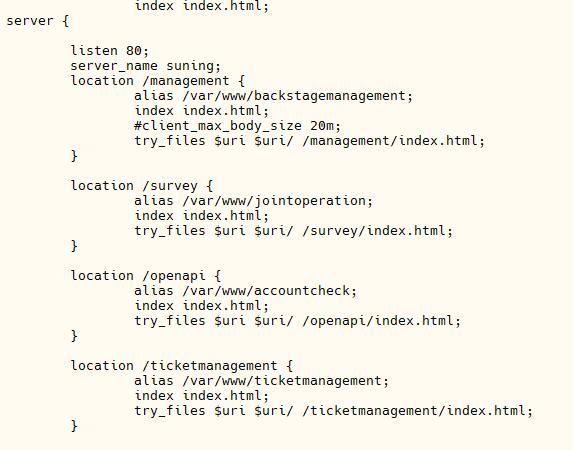 index index.html;
server {
listen 80;
server_name suning;
location /management {
alias /var/www/backstagemanagement;
index index.html;
#client_max_body_size 20m;
try_files $uri $uri/ /management/index.html;
}
location /survey {
alias /var/www/jointoperation;
index index.html;
try_files $uri $uri/ /survey/index.html;
}
location /openapi {
alias /var/www/accountcheck;
index index.html;
try_files $uri $uri/ /openapi/index.html;
}
location /ticketmanagement {
alias /var/www/ticketmanagement;
index index.html;
try_files $uri $uri/ /ticketmanagement/index.html;
}